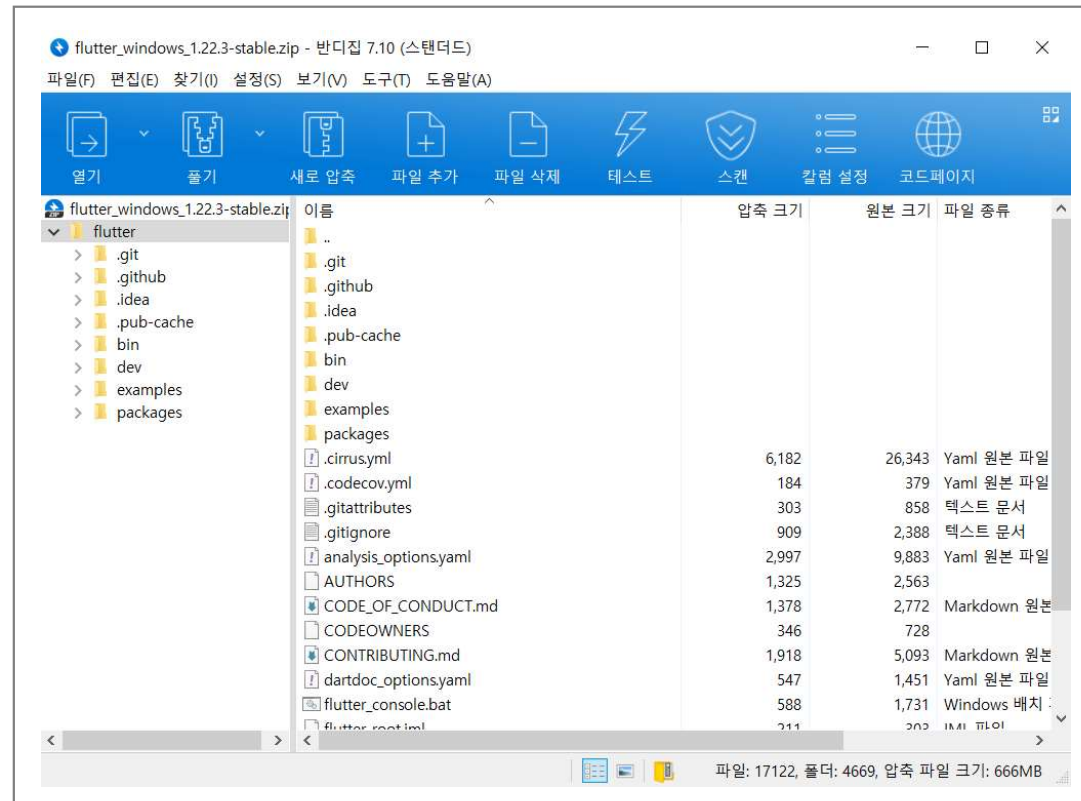 flutter_windows_1.22.3-stable.zip - 반디집 7.10 (스탠더드)
파일(F) 편집(E) 찾기(I) 설정(S) 보기(V) 도구(T) 도움말(A)
열기 풀기 새로 압축 파일 추가 파일 삭제 테스트 스캔 칼럼 설정 코드페이지
flutter_windows_1.22.3-stable.zip
flutter
.git
.github
.idea
.pub-cache
bin
dev
examples
packages
이름 압축 크기 원본 크기 파일 종류
..
.git
.github
.idea
.pub-cache
bin
dev
examples
packages
.cirrus.yml 6,182 26,343 Yaml 원본 파일
.codecov.yml 184 379 Yaml 원본 파일
.gitattributes 303 858 텍스트 문서
.gitignore 909 2,388 텍스트 문서
analysis_options.yaml 2,997 9,883 Yaml 원본 파일
AUTHORS 1,325 2,563
CODE_OF_CONDUCT.md 1,378 2,772 Markdown 원본
CODEOWNERS 346 728
CONTRIBUTING.md 1,918 5,093 Markdown 원본
dartdoc_options.yaml 547 1,451 Yaml 원본 파일
flutter_console.bat 588 1,731 Windows 배치
flutter_root.iml 211 303 IML 파일
파일: 17122, 폴더: 4669, 압축 파일 크기: 666MB